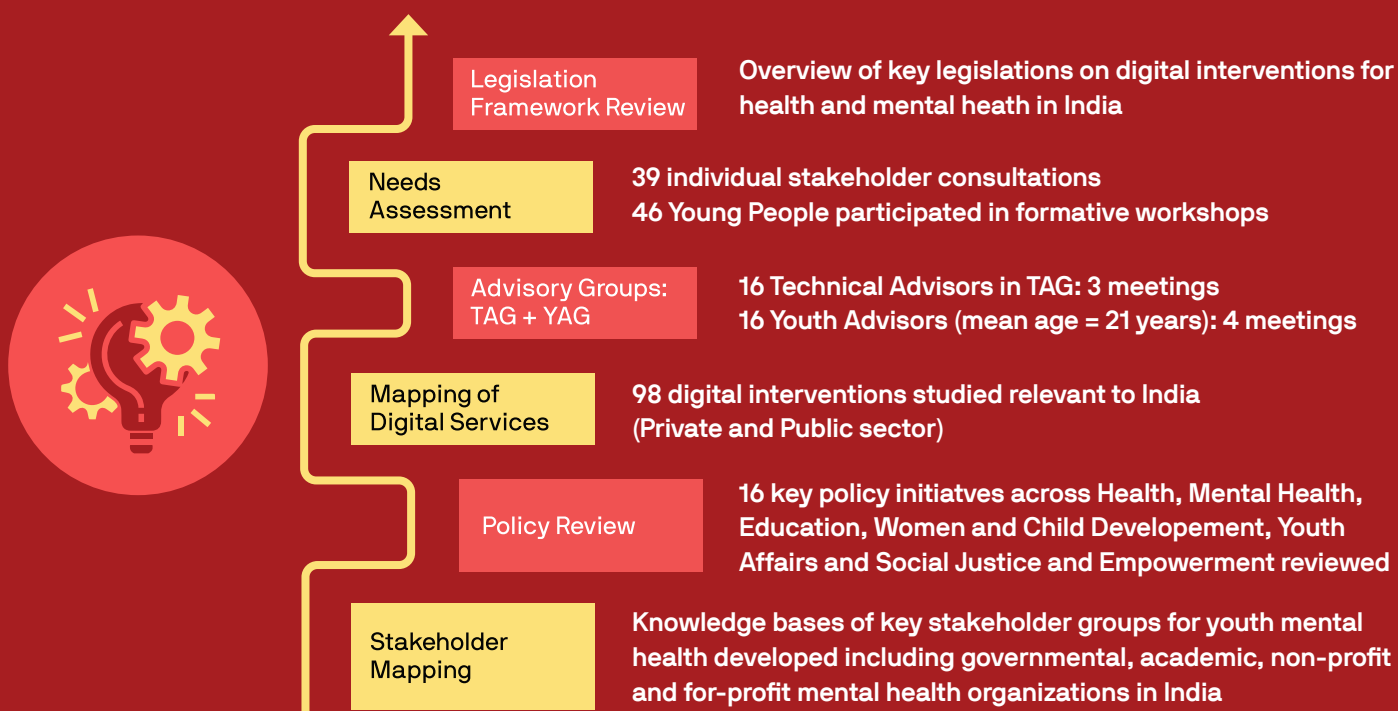 Legislation
Framework Review
Overview of key legislations on digital interventions for
health and mental heath in India
Needs
Assessment
39 individual stakeholder consultations
46 Young People participated in formative workshops
Advisory Groups:
TAG + YAG
16 Technical Advisors in TAG: 3 meetings
16 Youth Advisors (mean age = 21 years): 4 meetings
Mapping of
Digital Services
98 digital interventions studied relevant to India
(Private and Public sector)
Policy Review
16 key policy initiatves across Health, Mental Health,
Education, Women and Child Developement, Youth
Affairs and Social Justice and Empowerment reviewed
Stakeholder
Mapping
Knowledge bases of key stakeholder groups for youth mental
health developed including governmental, academic, non-profit
and for-profit mental health organizations in India